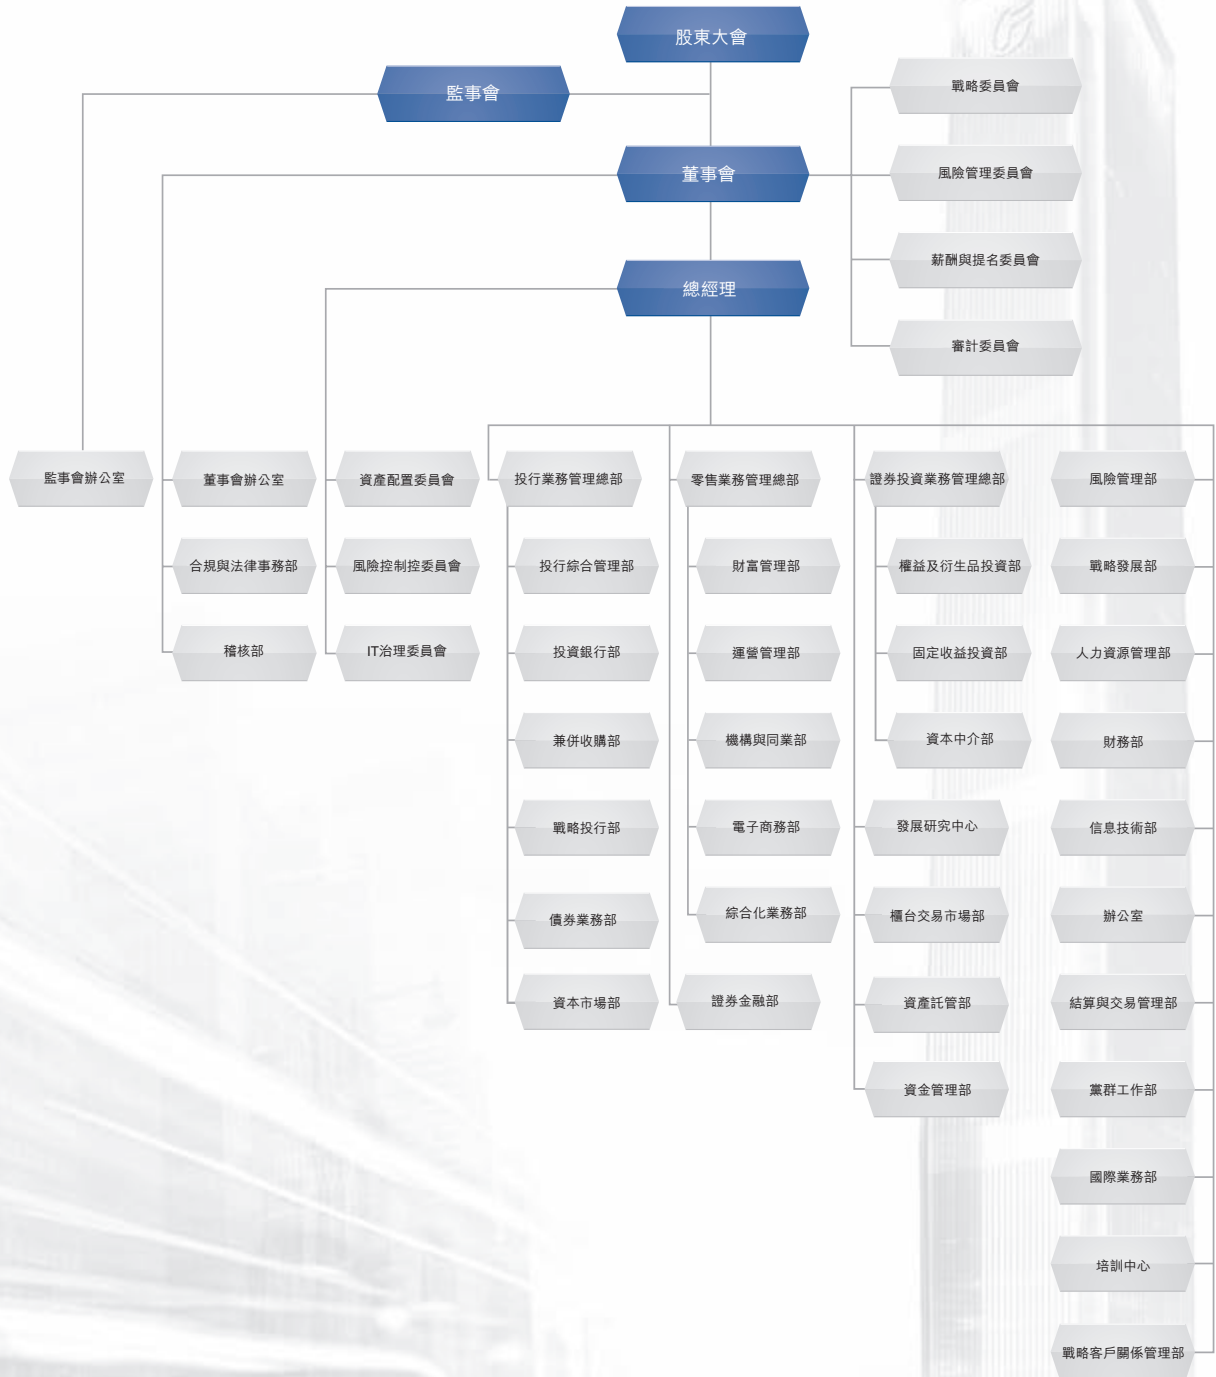 股東大會
監事會
戰略委員會
董事會
風險管理委員會
薪酬與提名委員會
總經理
審計委員會
監事會辦公室
董事會辦公室
合規與法律事務部
稽核部
資產配置委員會
風險控制控委員會
IT治理委員會
投行業務管理總部
投行綜合管理部
投資銀行部
兼併收購部
戰略投行部
債券業務部
資本市場部
零售業務管理總部
財富管理部
運營管理部
機構與同業部
電子商務部
綜合化業務部
證券金融部
證券投資業務管理總部
權益及衍生品投資部
固定收益投資部
資本中介部
發展研究中心
櫃台交易市場部
資產託管部
資金管理部
風險管理部
戰略發展部
人力資源管理部
財務部
信息技術部
辦公室
結算與交易管理部
黨群工作部
國際業務部
培訓中心
戰略客戶關係管理部